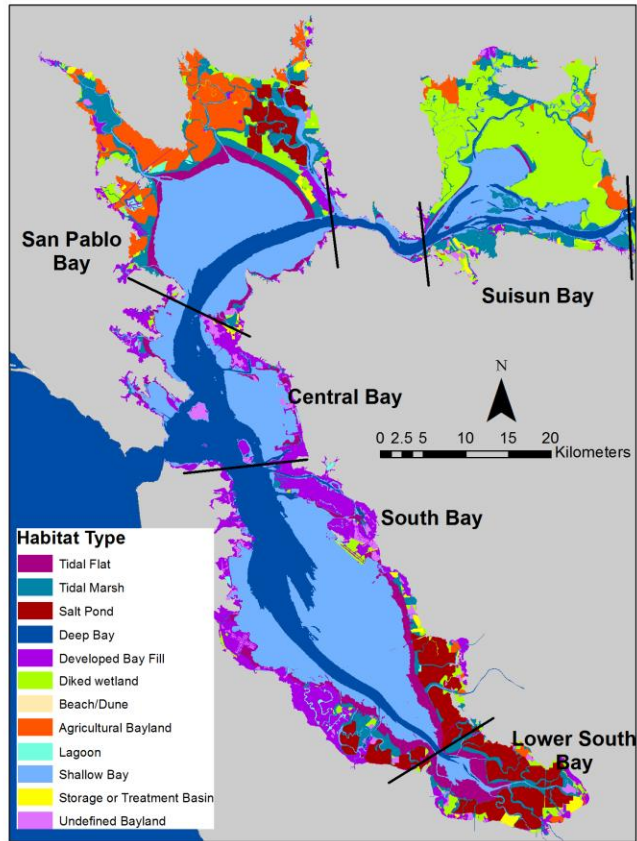 San Pablo
Bay
Suisun Bay
N
Central Bay
0 2.5 5 10 15 20
Kilometers
South Bay
Lower South
Bay
Habitat Type
Tidal Flat
Tidal Marsh
Salt Pond
Deep Bay
Developed Bay Fill
Diked wetland
Beach/Dune
Agricultural Bayland
Lagoon
Shallow Bay
Storage or Treatment Basin
Undefined Bayland